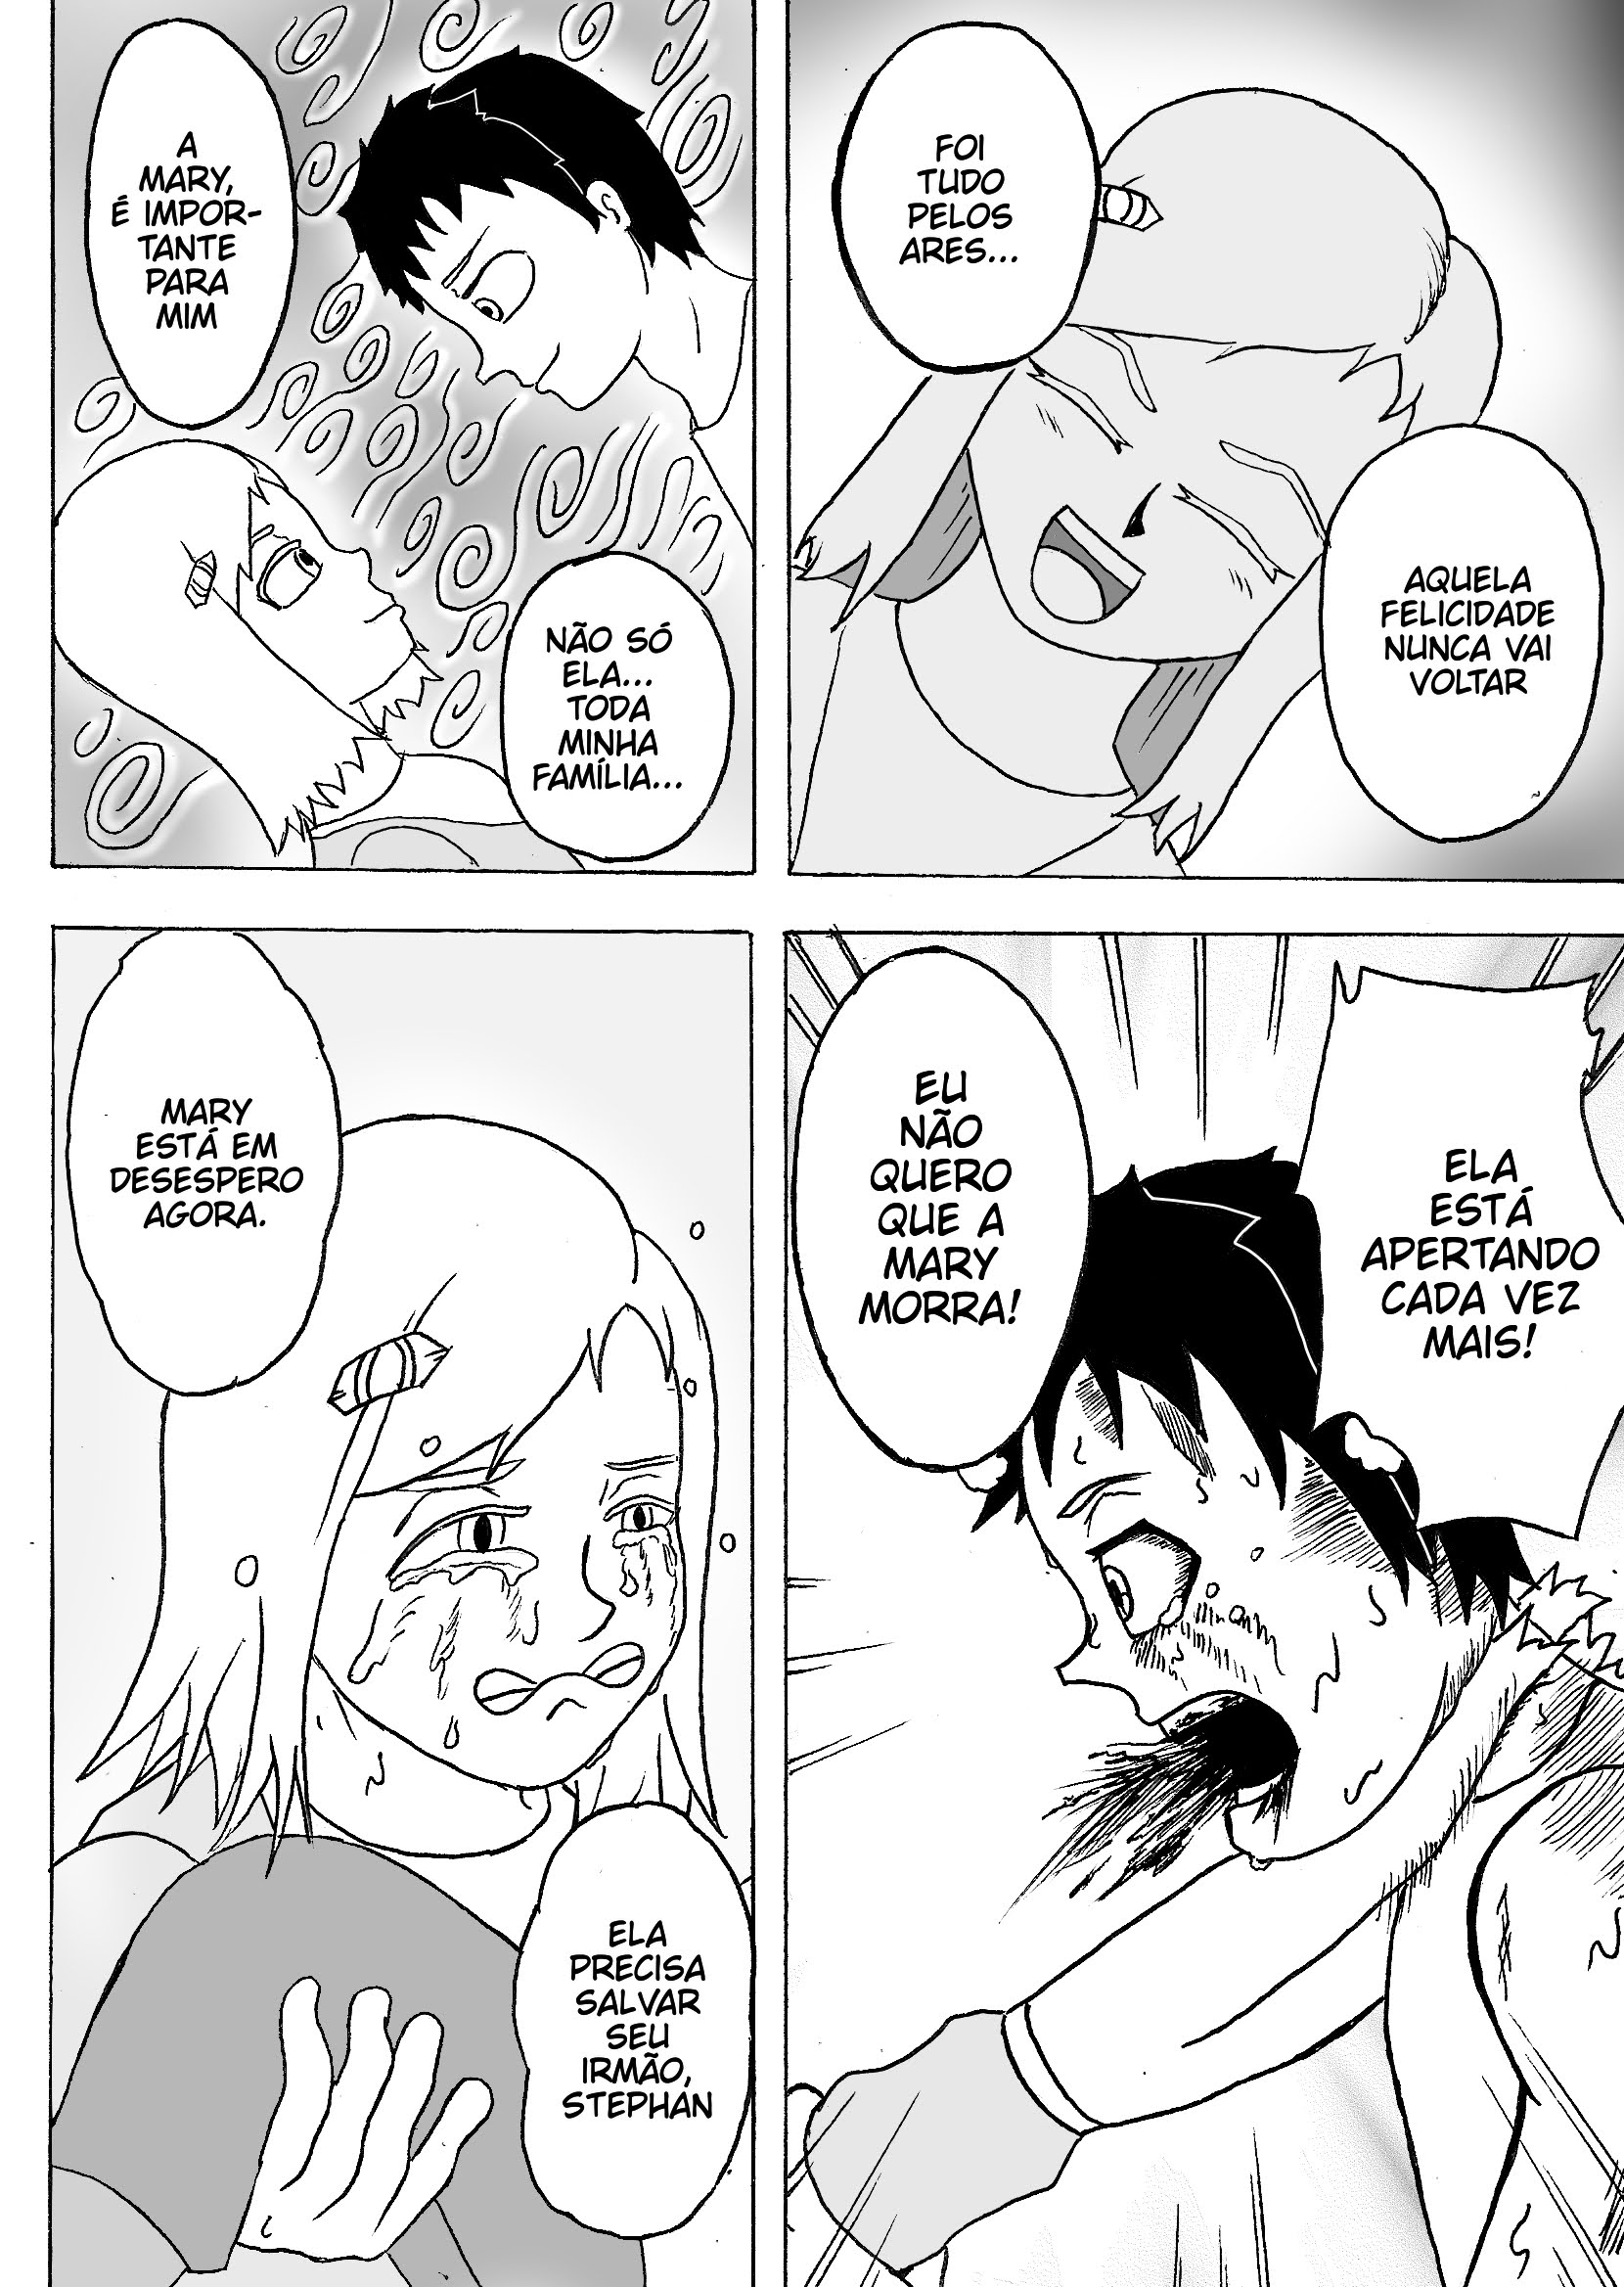 FOI
TUDO
PELOS
ARES...
AQUELA
FELICIDADE
NUNCA VAI
VOLTAR
A
MARY,
É IMPOR-
TANTE
PARA
MIM
NÃO SÓ
ELA...
TODA
MINHA
FAMÍLIA...
ELA
ESTÁ
APERTANDO
CADA VEZ
MAIS!
EU
NÃO
QUERO
QUE A
MARY
MORRA!
MARY
ESTÁ EM
DESESPERO
AGORA.
ELA
PRECISA
SALVAR
SEU
IRMÃO,
STEPHAN